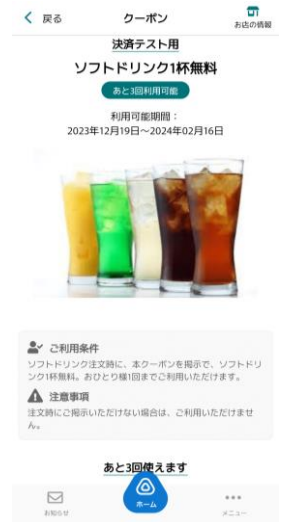 戻る
クーポン
お店の情報
決済テスト用
ソフトドリンク1杯無料
あと3回利用可能
利用可能期間：
2023年12月19日～2024年02月16日
ご利用条件
ソフトドリンク注文時に、本クーポンを掲示で、ソフトドリ
ンク1杯無料。おひとり様1回までご利用いただけます。
注意事項
注文時にご掲示いただけない場合は、ご利用いただけませ
ん。
あと3回使えます
お知らせ
ホーム
メニュー